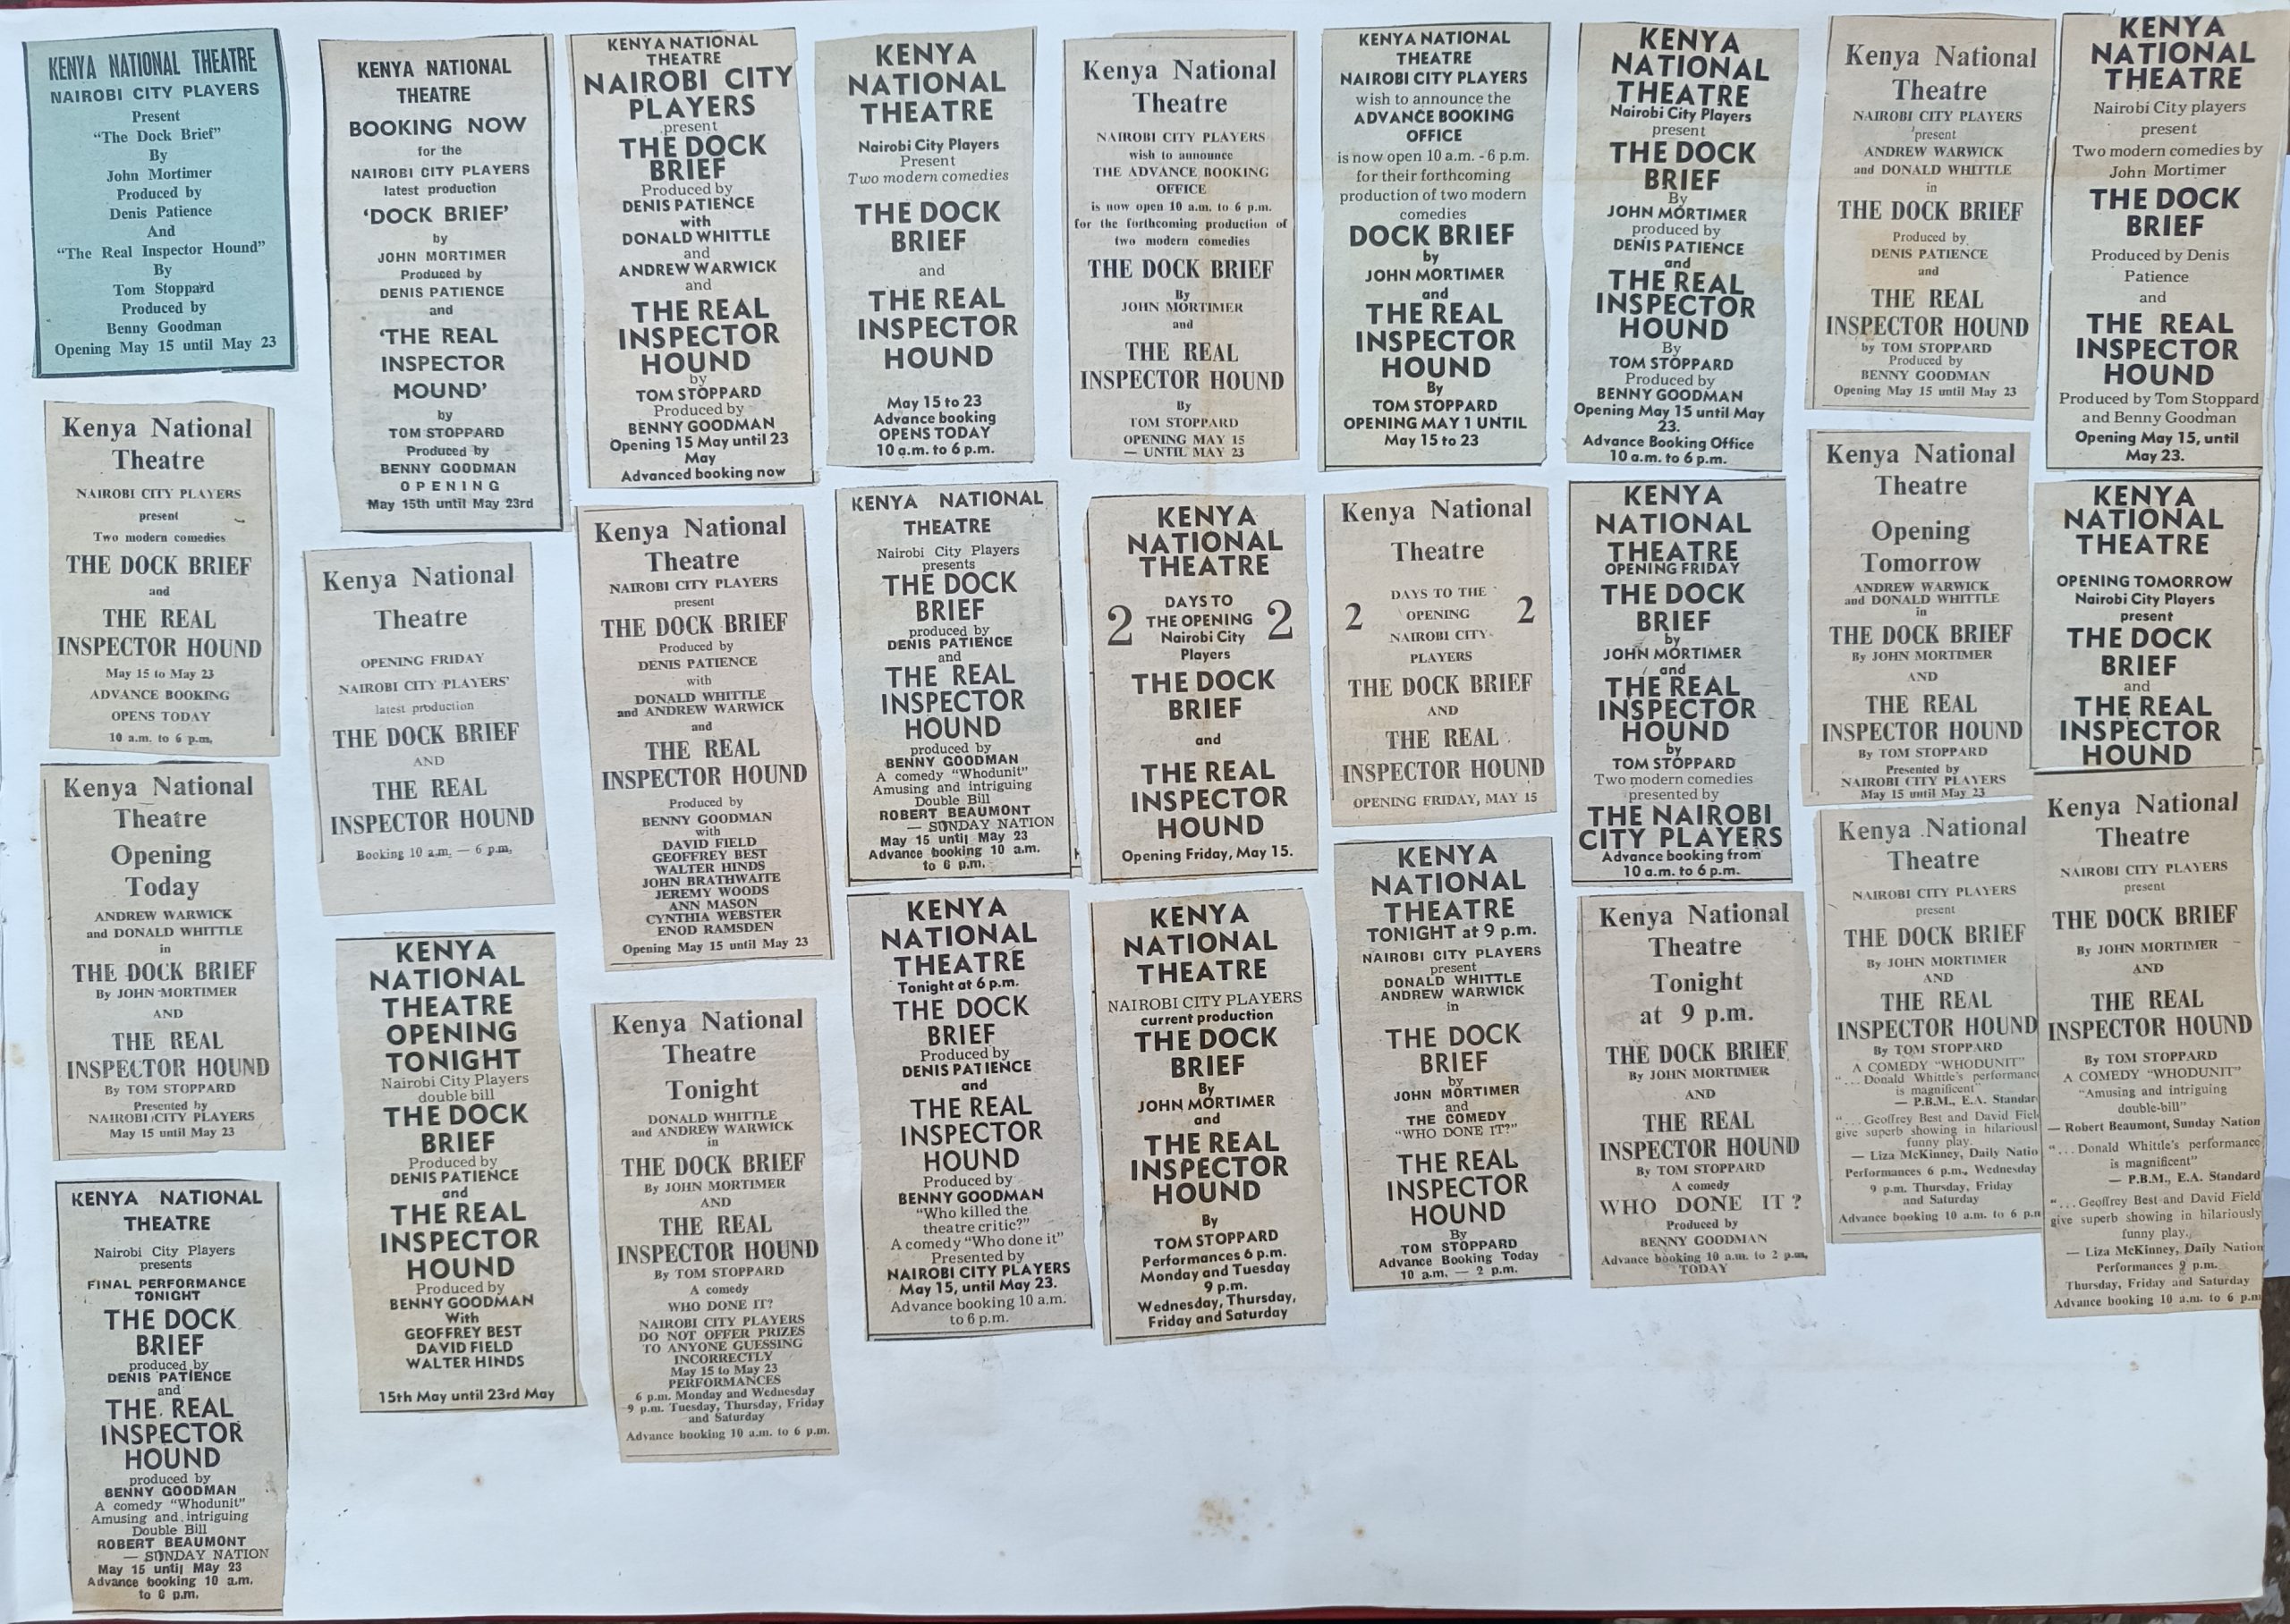 KENYA NATIONAL THEATRE
NAIROBI CITY PLAYERS
Present
"The Dock Brief"
By
John Mortimer
Produced by
Denis Patience
And
"The Real Inspector Hound"
By
Tom Stoppard
Produced by
Benny Goodman
Opening May 15 until May 23
Kenya National
Theatre
NAIROBI CITY PLAYERS
present
Two modern comedies
THE DOCK BRIEF
and
THE REAL
INSPECTOR HOUND
May 15 to May 23
ADVANCE BOOKING
OPENS TODAY
10 a.m. to 6 p.m.
Kenya National
Theatre
Opening
Today
ANDREW WARWICK
and DONALD WHITTLE
in
THE DOCK BRIEF
By JOHN MORTIMER
AND
THE REAL
INSPECTOR HOUND
By TOM STOPPARD
Presented by
NAIROBI CITY PLAYERS
May 15 until May 23
KENYA NATIONAL
THEATRE
Nairobi City Players
presents
FINAL PERFORMANCE
TONIGHT
THE DOCK
BRIEF
produced by
DENIS PATIENCE
and
THE REAL
INSPECTOR
HOUND
produced by
BENNY GOODMAN
A comedy "Whodunit"
Amusing and intriguing
Double Bill
ROBERT BEAUMONT
— SUNDAY NATION
May 15 until May 23
Advance booking 10 a.m.
to 6 p.m.
KENYA NATIONAL
THEATRE
BOOKING NOW
for the
NAIROBI CITY PLAYERS
latest production
'DOCK BRIEF'
by
JOHN MORTIMER
Produced by
DENIS PATIENCE
and
'THE REAL
INSPECTOR
MOUND'
by
TOM STOPPARD
Produced by
BENNY GOODMAN
OPENING
May 15th until May 23rd
Kenya National
Theatre
OPENING FRIDAY
NAIROBI CITY PLAYERS'
latest production
THE DOCK BRIEF
AND
THE REAL
INSPECTOR HOUND
Booking 10 a.m. — 6 p.m.
KENYA
NATIONAL
THEATRE
OPENING
TONIGHT
Nairobi City Players
double bill
THE DOCK
BRIEF
Produced by
DENIS PATIENCE
and
THE REAL
INSPECTOR
HOUND
Produced by
BENNY GOODMAN
With
GEOFFREY BEST
DAVID FIELD
WALTER HINDS
15th May until 23rd May
KENYA NATIONAL
THEATRE
NAIROBI CITY
PLAYERS
present
THE DOCK
BRIEF
Produced by
DENIS PATIENCE
with
DONALD WHITTLE
and
ANDREW WARWICK
and
THE REAL
INSPECTOR
HOUND
by
TOM STOPPARD
Produced by
BENNY GOODMAN
Opening 15 May until 23
May
Advanced booking now
Kenya National
Theatre
NAIROBI CITY PLAYERS
present
THE DOCK BRIEF
Produced by
DENIS PATIENCE
with
DONALD WHITTLE
and ANDREW WARWICK
and
THE REAL
INSPECTOR HOUND
Produced by
BENNY GOODMAN
with
DAVID FIELD
GEOFFREY BEST
WALTER HINDS
JOHN BRATHWAITE
JEREMY WOODS
ANN MASON
CYNTHIA WEBSTER
ENOD RAMSDEN
Opening May 15 until May 23
Kenya National
Theatre
Tonight
DONALD WHITTLE
and ANDREW WARWICK
in
THE DOCK BRIEF
By JOHN MORTIMER
AND
THE REAL
INSPECTOR HOUND
By TOM STOPPARD
A comedy
WHO DONE IT?
NAIROBI CITY PLAYERS
DO NOT OFFER PRIZES
TO ANYONE GUESSING
INCORRECTLY
May 15 to May 23
PERFORMANCES
6 p.m. Monday and Wednesday
9 p.m. Tuesday, Thursday, Friday
and Saturday
Advance booking 10 a.m. to 6 p.m.
KENYA
NATIONAL
THEATRE
Nairobi City Players
Present
Two modern comedies
THE DOCK
BRIEF
and
THE REAL
INSPECTOR
HOUND
May 15 to 23
Advance booking
OPENS TODAY
10 a.m. to 6 p.m.
KENYA NATIONAL
THEATRE
Nairobi City Players
presents
THE DOCK
BRIEF
produced by
DENIS PATIENCE
and
THE REAL
INSPECTOR
HOUND
produced by
BENNY GOODMAN
A comedy "Whodunit"
Amusing and intriguing
Double Bill
ROBERT BEAUMONT
— SUNDAY NATION
May 15 until May 23
Advance booking 10 a.m.
to 6 p.m.
KENYA
NATIONAL
THEATRE
Tonight at 6 p.m.
THE DOCK
BRIEF
Produced by
DENIS PATIENCE
and
THE REAL
INSPECTOR
HOUND
Produced by
BENNY GOODMAN
"Who killed the
theatre critic?"
A comedy "Who done it"
Presented by
NAIROBI CITY PLAYERS
May 15, until May 23.
Advance booking 10 a.m.
to 6 p.m.
Kenya National
Theatre
NAIROBI CITY PLAYERS
wish to announce
THE ADVANCE BOOKING
OFFICE
is now open 10 a.m. to 6 p.m.
for the forthcoming production of
two modern comedies
THE DOCK BRIEF
By
JOHN MORTIMER
and
THE REAL
INSPECTOR HOUND
By
TOM STOPPARD
OPENING MAY 15
— UNTIL MAY 23
KENYA
NATIONAL
THEATRE
2 DAYS TO 2
THE OPENING
Nairobi City
Players
THE DOCK
BRIEF
and
THE REAL
INSPECTOR
HOUND
Opening Friday, May 15.
KENYA
NATIONAL
THEATRE
NAIROBI CITY PLAYERS
current production
THE DOCK
BRIEF
By
JOHN MORTIMER
and
THE REAL
INSPECTOR
HOUND
By
TOM STOPPARD
Performances 6 p.m.
Monday and Tuesday
9 p.m.
Wednesday, Thursday,
Friday and Saturday
KENYA NATIONAL
THEATRE
NAIROBI CITY PLAYERS
wish to announce the
ADVANCE BOOKING
OFFICE
is now open 10 a.m. - 6 p.m.
for their forthcoming
production of two modern
comedies
DOCK BRIEF
by
JOHN MORTIMER
and
THE REAL
INSPECTOR
HOUND
By
TOM STOPPARD
OPENING MAY 1 UNTIL
May 15 to 23
Kenya National
Theatre
DAYS TO THE
2 OPENING 2
NAIROBI CITY
PLAYERS
THE DOCK BRIEF
AND
THE REAL
INSPECTOR HOUND
OPENING FRIDAY, MAY 15
KENYA
NATIONAL
THEATRE
TONIGHT at 9 p.m.
NAIROBI CITY PLAYERS
present
DONALD WHITTLE
ANDREW WARWICK
in
THE DOCK
BRIEF
by
JOHN MORTIMER
and
THE COMEDY
"WHO DONE IT?"
THE REAL
INSPECTOR
HOUND
By
TOM STOPPARD
Advance Booking Today
10 a.m. — 2 p.m.
KENYA
NATIONAL
THEATRE
Nairobi City Players
present
THE DOCK
BRIEF
By
JOHN MORTIMER
produced by
DENIS PATIENCE
and
THE REAL
INSPECTOR
HOUND
By
TOM STOPPARD
Produced by
BENNY GOODMAN
Opening May 15 until May
23.
Advance Booking Office
10 a.m. to 6 p.m.
KENYA
NATIONAL
THEATRE
OPENING FRIDAY
THE DOCK
BRIEF
by
JOHN MORTIMER
and
THE REAL
INSPECTOR
HOUND
by
TOM STOPPARD
Two modern comedies
presented by
THE NAIROBI
CITY PLAYERS
Advance booking from
10 a.m. to 6 p.m.
Kenya National
Theatre
Tonight
at 9 p.m.
THE DOCK BRIEF
By JOHN MORTIMER
AND
THE REAL
INSPECTOR HOUND
By TOM STOPPARD
A comedy
WHO DONE IT?
Produced by
BENNY GOODMAN
Advance booking 10 a.m. to 2 p.m.
TODAY
Kenya National
Theatre
NAIROBI CITY PLAYERS
present
ANDREW WARWICK
and DONALD WHITTLE
in
THE DOCK BRIEF
Produced by
DENIS PATIENCE
and
THE REAL
INSPECTOR HOUND
by TOM STOPPARD
Produced by
BENNY GOODMAN
Opening May 15 until May 23
Kenya National
Theatre
Opening
Tomorrow
ANDREW WARWICK
and DONALD WHITTLE
in
THE DOCK BRIEF
By JOHN MORTIMER
AND
THE REAL
INSPECTOR HOUND
By TOM STOPPARD
Presented by
NAIROBI CITY PLAYERS
May 15 until May 23
Kenya National
Theatre
NAIROBI CITY PLAYERS
present
THE DOCK BRIEF
By JOHN MORTIMER
AND
THE REAL
INSPECTOR HOUND
By TOM STOPPARD
A COMEDY "WHODUNIT"
"... Donald Whittle's performanc
is magnificent"
— P.B.M., E.A. Standar
"...Geoffrey Best and David Fiel
give superb showing in hilariousl
funny play.
— Liza McKinney, Daily Natio
Performances 6 p.m., Wednesday
9 p.m. Thursday, Friday
and Saturday
Advance booking 10 a.m. to 6 p.m
KENYA
NATIONAL
THEATRE
Nairobi City players
present
Two modern comedies by
John Mortimer
THE DOCK
BRIEF
Produced by Denis
Patience
and
THE REAL
INSPECTOR
HOUND
Produced by Tom Stoppard
and Benny Goodman
Opening May 15, until
May 23.
KENYA
NATIONAL
THEATRE
OPENING TOMORROW
Nairobi City Players
present
THE DOCK
BRIEF
and
THE REAL
INSPECTOR
HOUND
Kenya National
Theatre
NAIROBI CITY PLAYERS
present
THE DOCK BRIEF
By JOHN MORTIMER
AND
THE REAL
INSPECTOR HOUND
By TOM STOPPARD
A COMEDY "WHODUNIT"
"Amusing and intriguing
double-bill"
— Robert Beaumont, Sunday Nation
"...Donald Whittle's performance
is magnificent"
— P.B.M., E.A. Standard
"...Geoffrey Best and David Field
give superb showing in hilariously
funny play.
— Liza McKinney, Daily Nation
Performances 9 p.m.
Thursday, Friday and Saturday
Advance booking 10 a.m. to 6 p.m